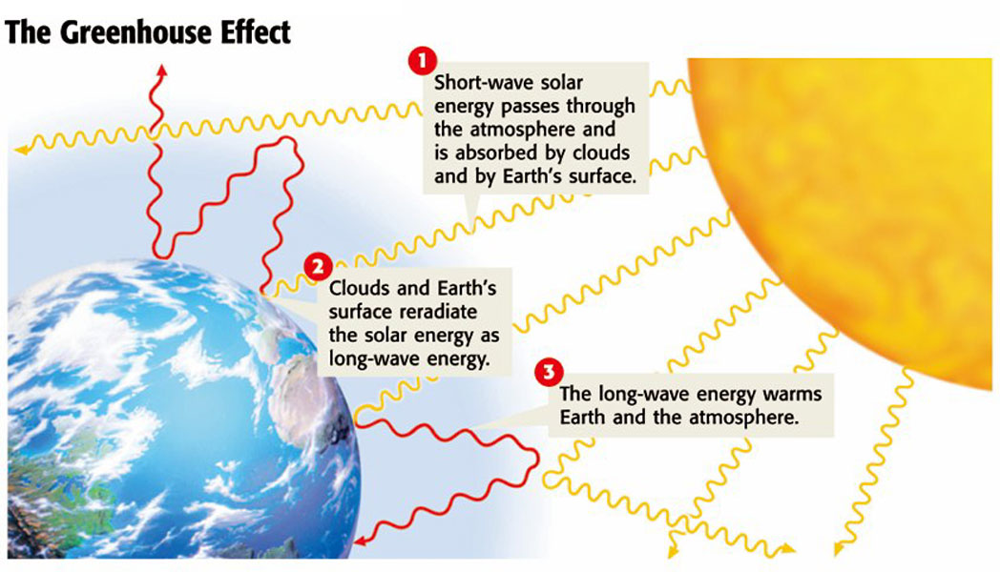 The Greenhouse Effect
1
Short-wave solar
energy passes through
the atmosphere and
is absorbed by clouds
and by Earth's surface.
2
Clouds and Earth's
surface reradiate
the solar energy as
long-wave energy.
3
The long-wave energy warms
Earth and the atmosphere.